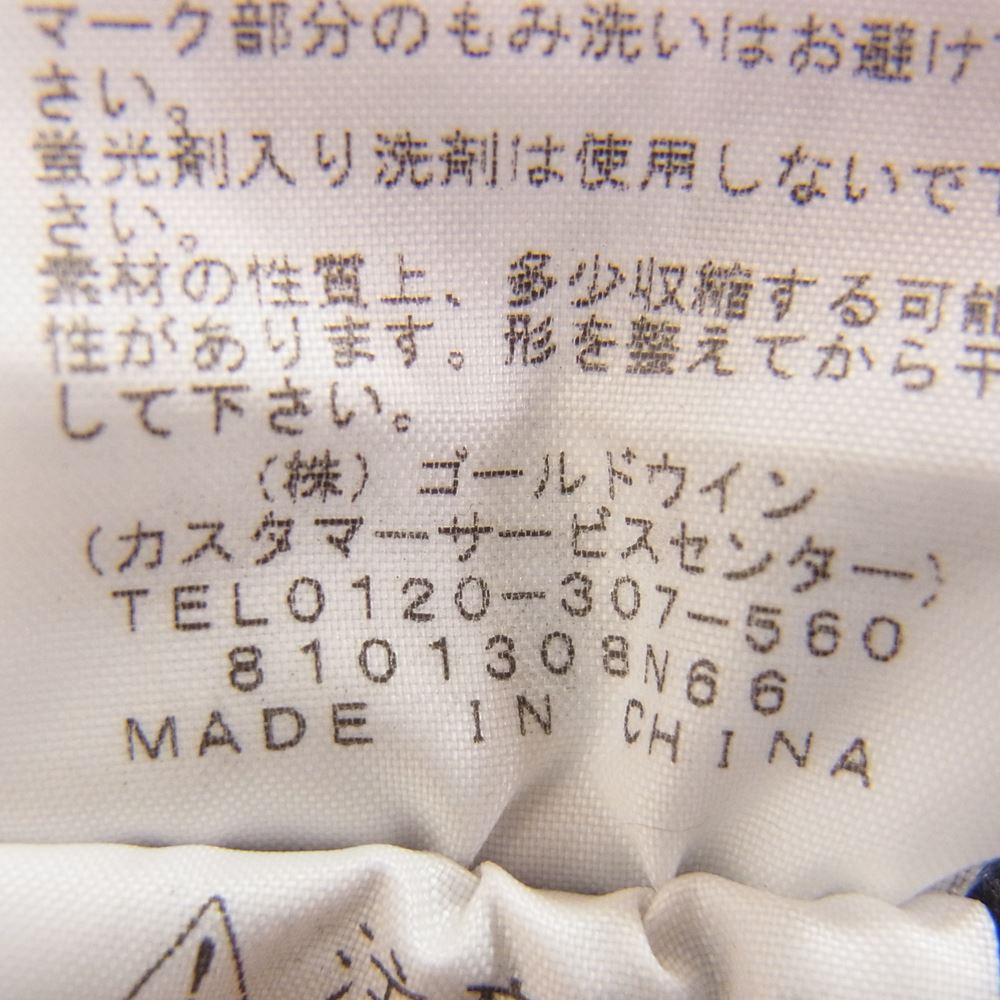 マーク部分のもみ洗いはお避け下
さい。
蛍光剤入り洗剤は使用しないで下
さい。
素材の性質上、多少収縮する可能
性があります。形を整えてから干
して下さい。
(株)ゴールドウイン
(カスタマーサービスセンター)
TEL0120-307-560
8101308N66
MADE IN CHINA